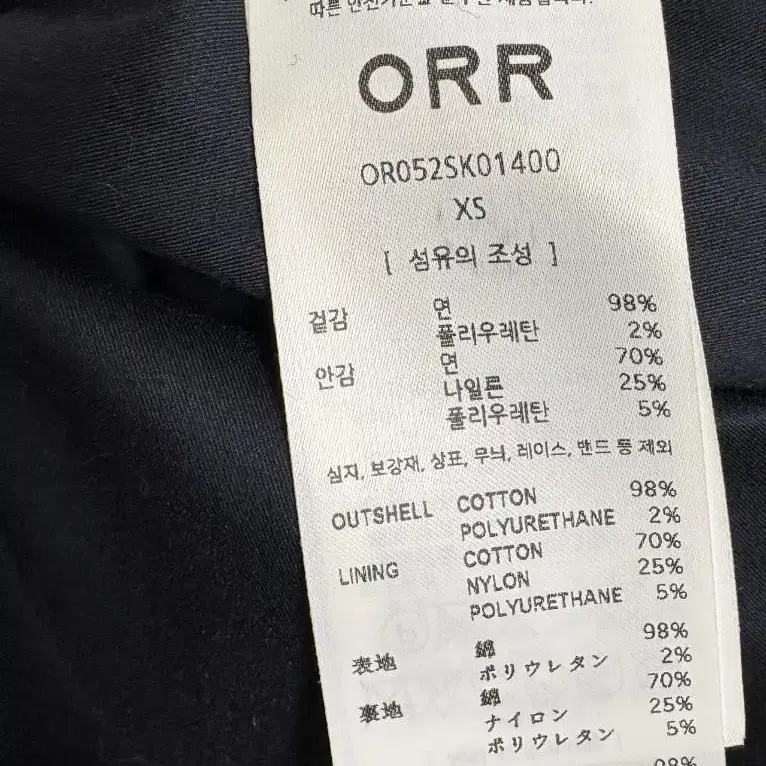 ORR
OR052SK01400
XS
[ 섬유의 조성 ]
겉감 면 98%
폴리우레탄 2%
안감 면 70%
나일론 25%
폴리우레탄 5%
심지, 보강재, 상표, 무늬, 레이스, 밴드 등 제외
OUTSHELL COTTON 98%
POLYURETHANE 2%
LINING COTTON 70%
NYLON 25%
POLYURETHANE 5%
表地 綿 98%
ポリウレタン 2%
裏地 綿 70%
ナイロン 25%
ポリウレタン 5%
98%